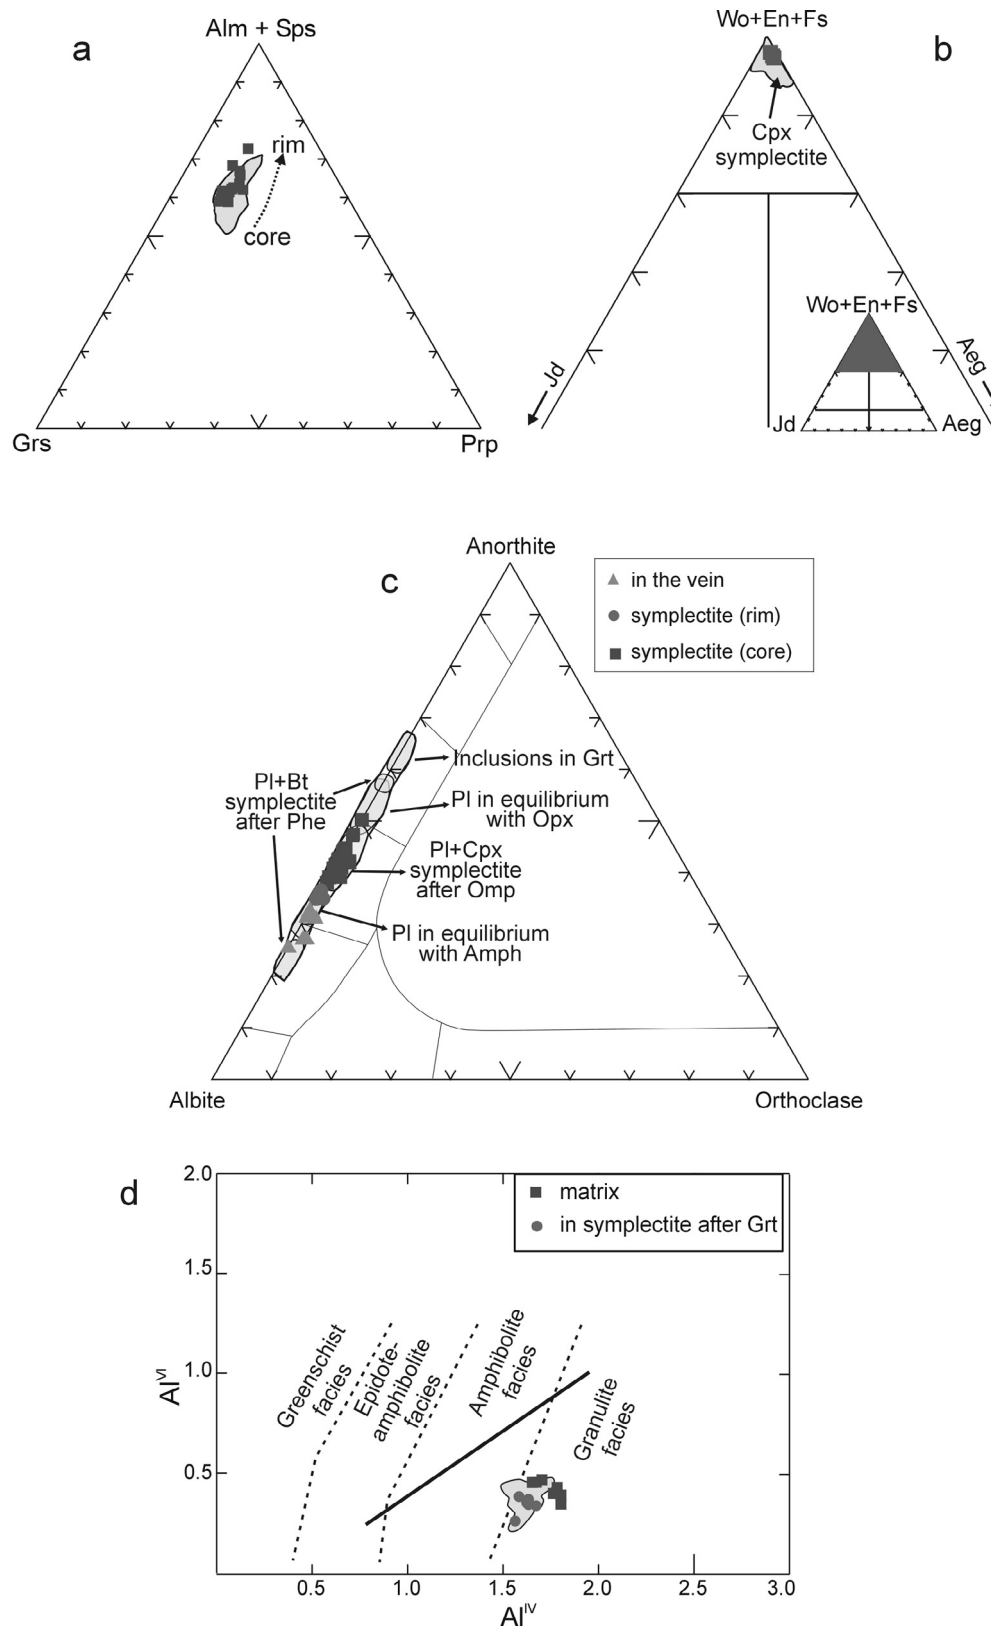 a
Alm + Sps
rim
core
Grs
Prp
Wo+En+Fs
b
Cpx
symplectite
Wo+En+Fs
Jd
Aeg
Jd
Aeg
Anorthite
c
in the vein
symplectite (rim)
symplectite (core)
Inclusions in Grt
Pl+Bt
symplectite
after Phe
Pl in equilibrium
with Opx
Pl+Cpx
symplectite
after Omp
Pl in equilibrium
with Amph
Albite
Orthoclase
d
2.0
1.5
1.0
0.5
Al^VI
matrix
in symplectite after Grt
Greenschist
facies
Epidote-
amphibolite
facies
Amphibolite
facies
Granulite
facies
0.5
1.0
1.5
2.0
2.5
3.0
Al^IV